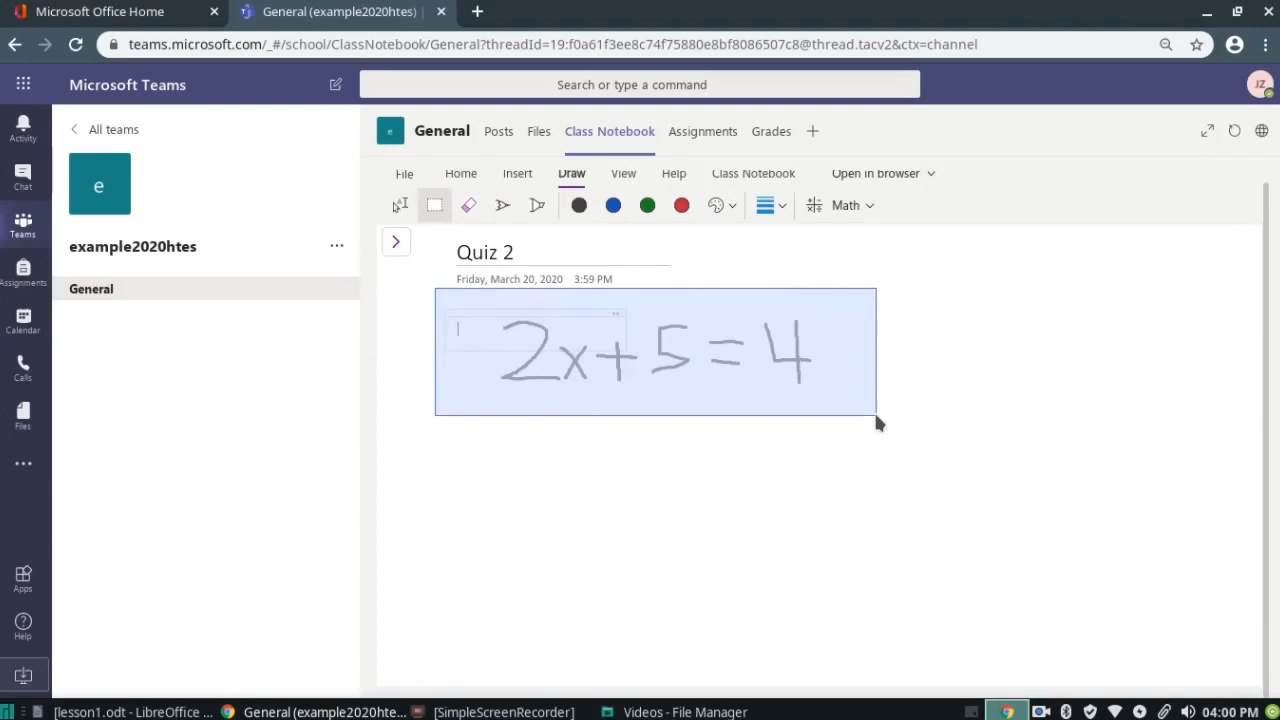 Microsoft Office Home
General (example2020htes) |
teams.microsoft.com/_#/school/ClassNotebook/General?threadId=19:f0a61f3ee8c74f75880e8bf8086507c8@thread.tacv2&ctx=channel
Microsoft Teams
Search or type a command
JZ
Activity
Chat
Teams
Assignments
Calendar
Calls
Files
Apps
Help
All teams
e
example2020htes
General
e
General Posts Files Class Notebook Assignments Grades
File Home Insert Draw View Help Class Notebook Open in browser
Math
Quiz 2
Friday, March 20, 2020 3:59 PM
2x+5=4
[lesson1.odt - LibreOffice ...
General (example2020hte...
[SimpleScreenRecorder]
Videos - File Manager
04:00 PM